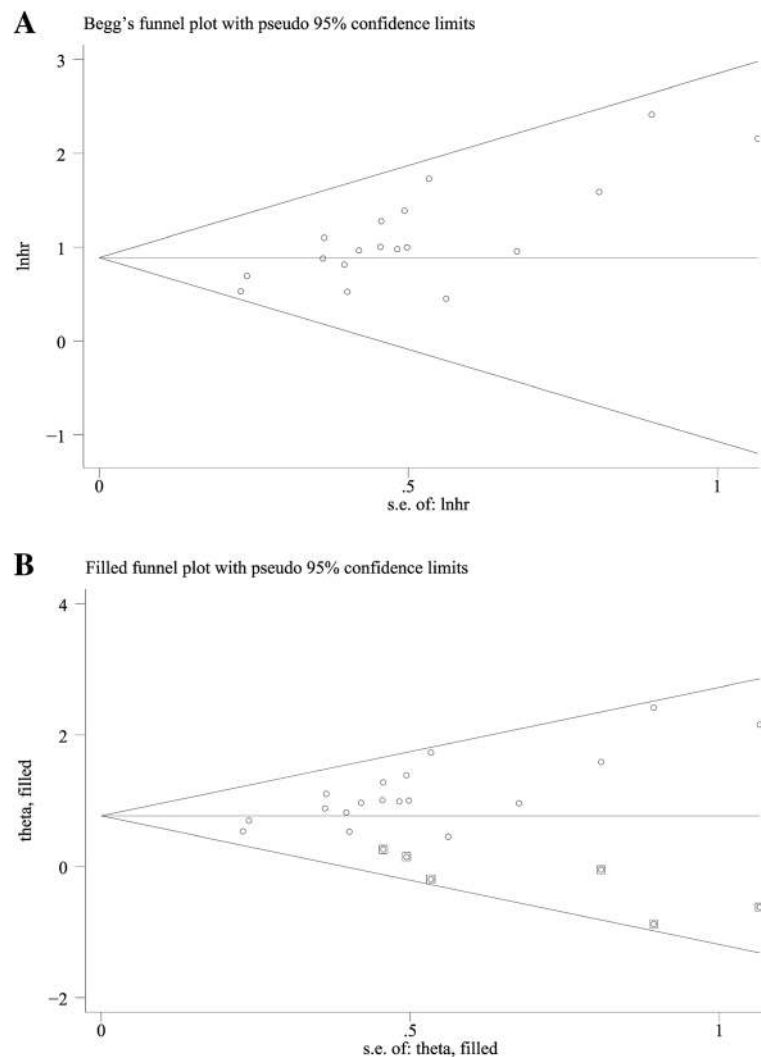 A
Begg's funnel plot with pseudo 95% confidence limits
3
2
1
0
−1
lnhr
0
.5
1
s.e. of: lnhr
B
Filled funnel plot with pseudo 95% confidence limits
4
2
0
−2
theta, filled
0
.5
1
s.e. of: theta, filled